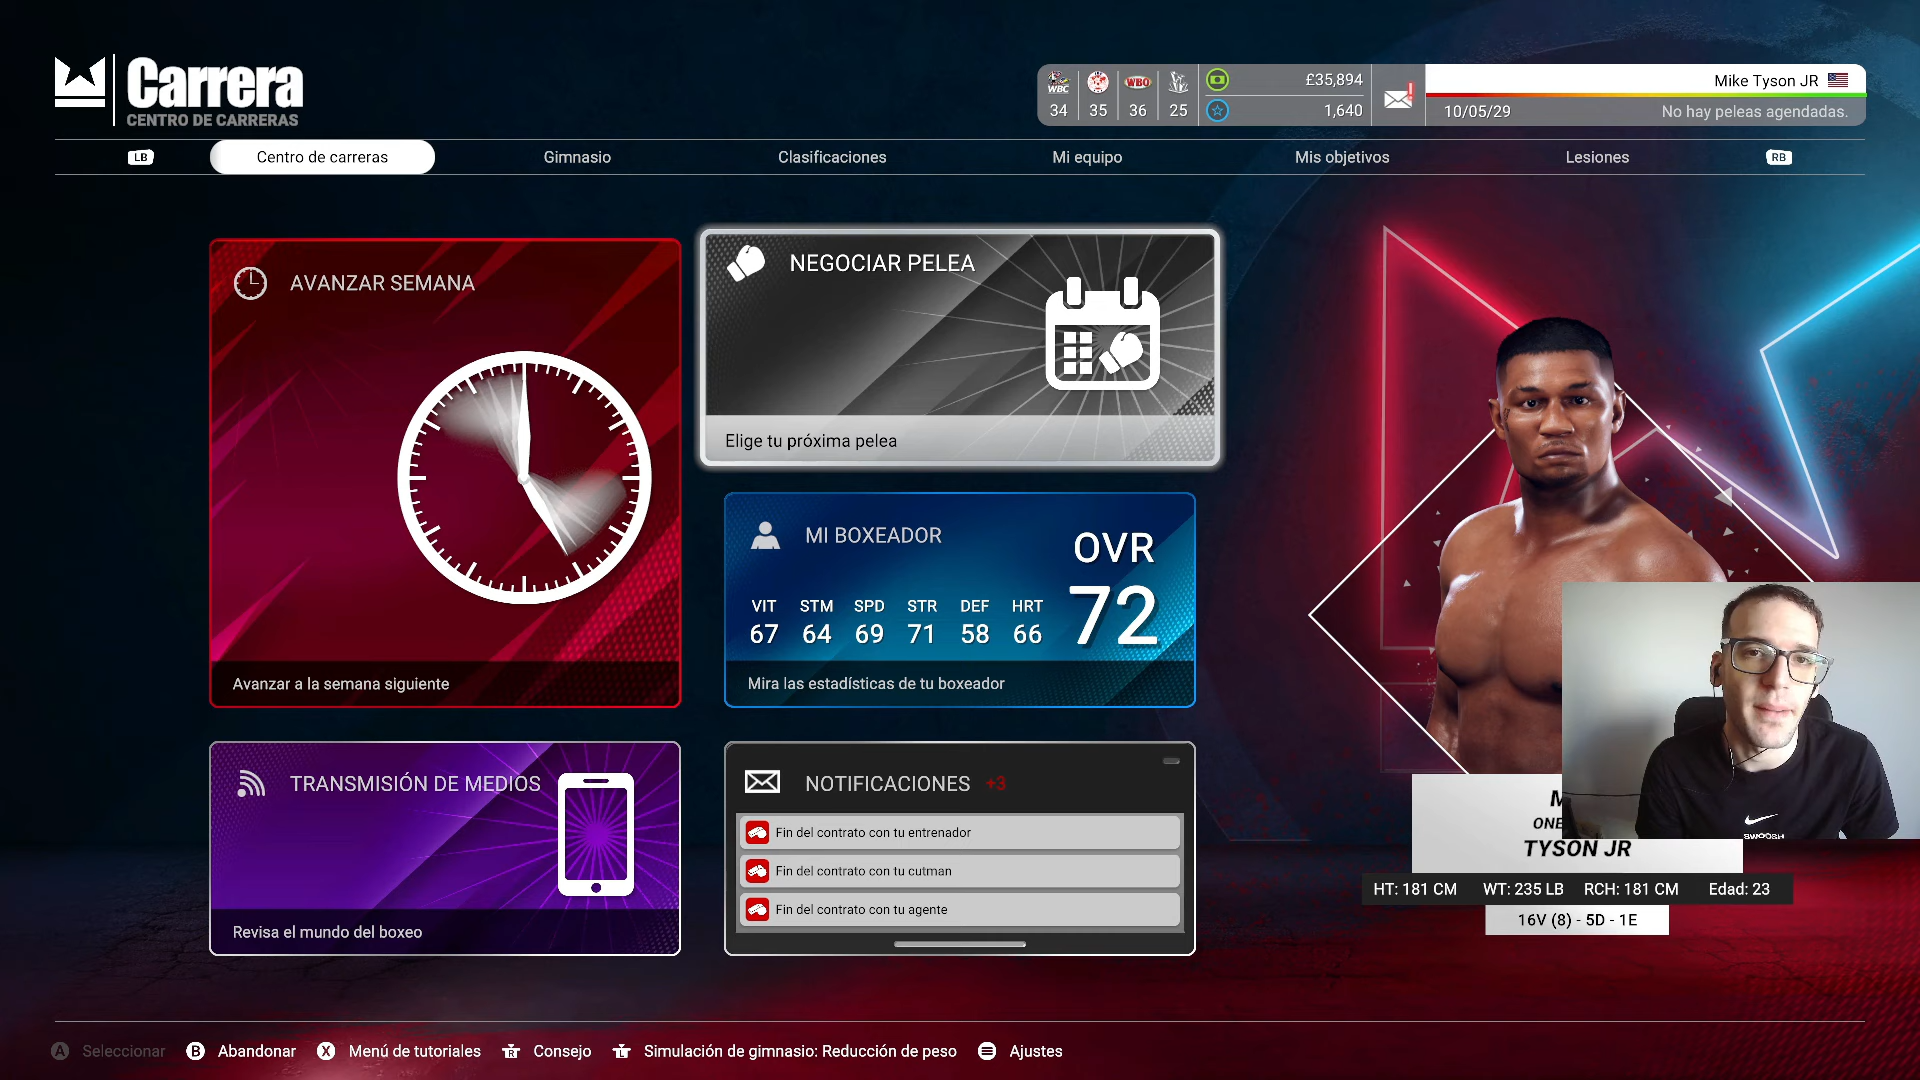 Carrera
CENTRO DE CARRERAS
WBC
WBO
34
35
36
25
£35,894
1,640
Mike Tyson JR
10/05/29
No hay peleas agendadas.
LB
Centro de carreras
Gimnasio
Clasificaciones
Mi equipo
Mis objetivos
Lesiones
RB
AVANZAR SEMANA
Avanzar a la semana siguiente
NEGOCIAR PELEA
Elige tu próxima pelea
MI BOXEADOR
OVR
72
VIT STM SPD STR DEF HRT
67 64 69 71 58 66
Mira las estadísticas de tu boxeador
TRANSMISIÓN DE MEDIOS
Revisa el mundo del boxeo
NOTIFICACIONES +3
Fin del contrato con tu entrenador
Fin del contrato con tu cutman
Fin del contrato con tu agente
SWOOSH
ONE
TYSON JR
HT: 181 CM WT: 235 LB RCH: 181 CM Edad: 23
16V (8) - 5D - 1E
A Seleccionar
B Abandonar
X Menú de tutoriales
R Consejo
L Simulación de gimnasio: Reducción de peso
Ajustes